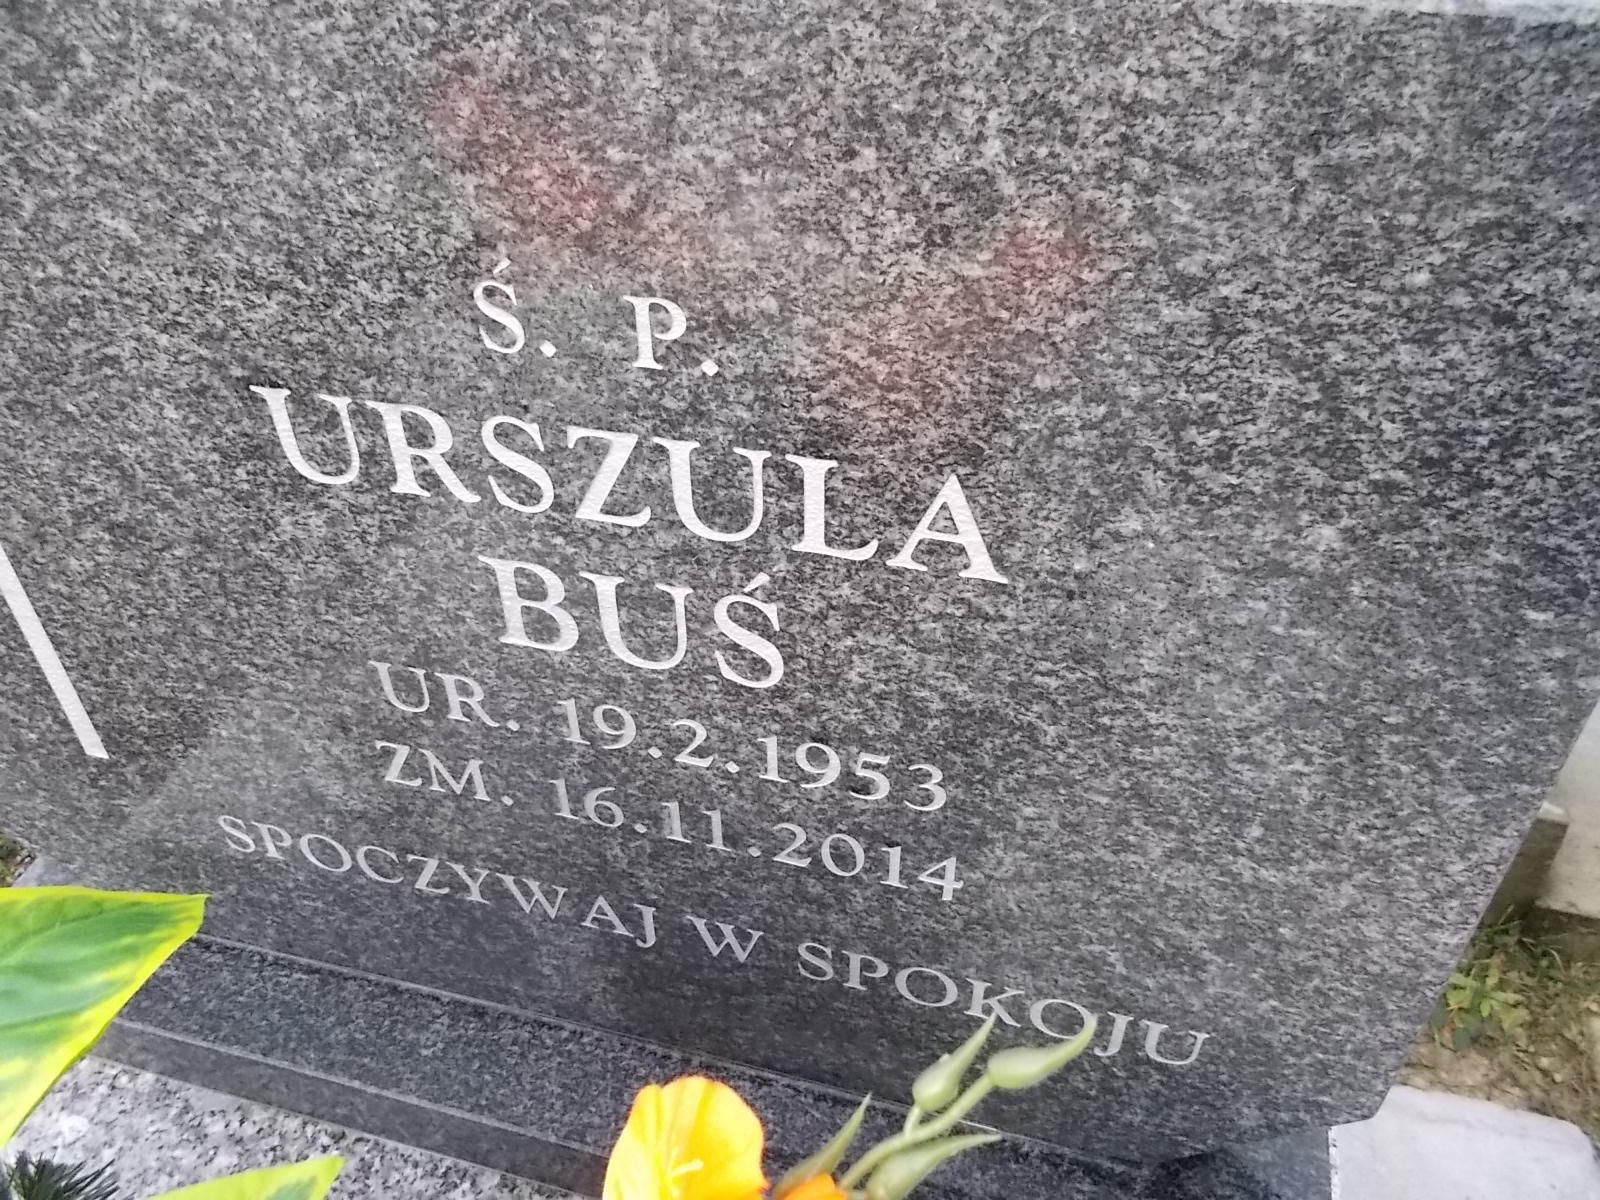 Ś. P.
URSZULA
BUŚ
UR. 19.2.1953
ZM. 16.11.2014
SPOCZYWAJ W SPOKOJU